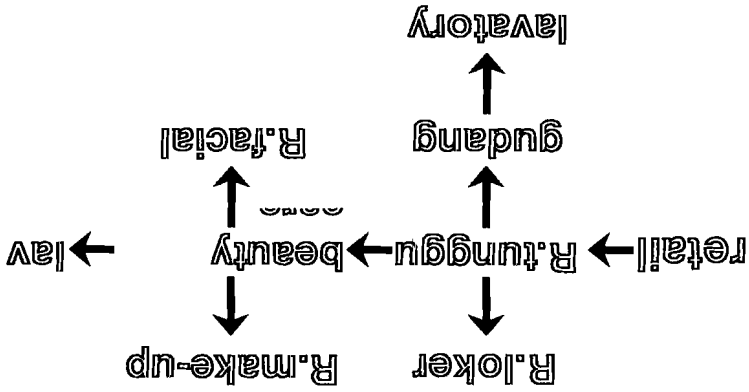 R.loker R.make-up
retail R.tunggu beauty lav
gudang R.facial
lavatory